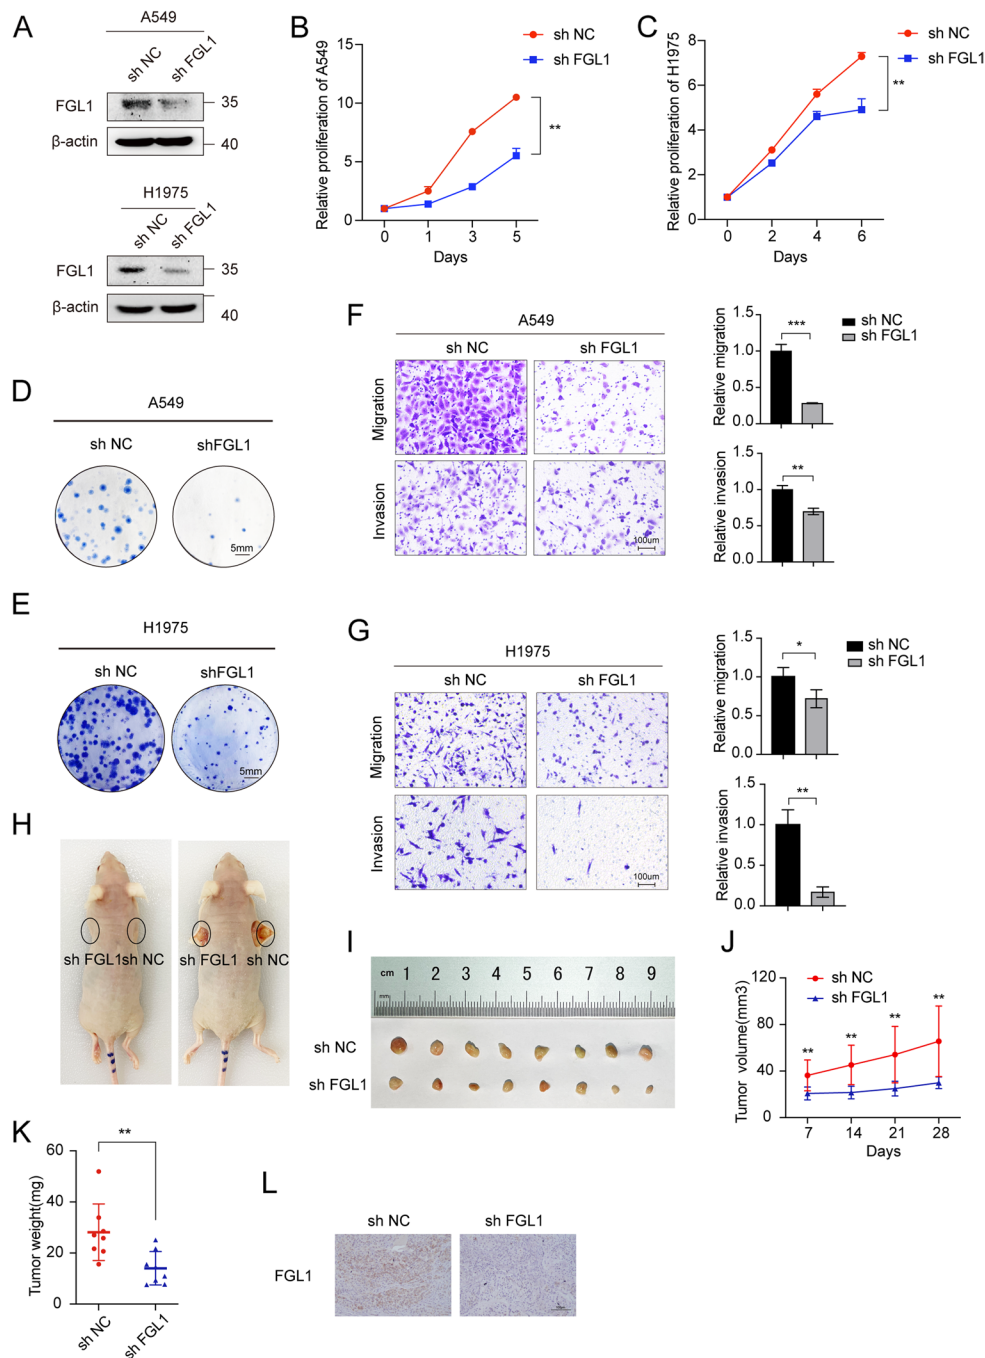 A
A549
sh NC
sh FGL1
FGL1
35
β-actin
40
H1975
sh NC
sh FGL1
FGL1
35
β-actin
40
B
sh NC
sh FGL1
Relative proliferation of A549
15
10
5
0
0 1 3 5
Days
**
C
sh NC
sh FGL1
Relative proliferation of H1975
8
6
4
2
0
0 2 4 6
Days
**
D
A549
sh NC shFGL1
5mm
E
H1975
sh NC shFGL1
5mm
F
A549
sh NC sh FGL1
Migration
Invasion
100um
Relative migration
1.5
1.0
0.5
0.0
***
sh NC
sh FGL1
Relative invasion
1.5
1.0
0.5
0.0
**
G
H1975
sh NC sh FGL1
Migration
Invasion
100um
Relative migration
1.5
1.0
0.5
0.0
*
sh NC
sh FGL1
Relative invasion
1.5
1.0
0.5
0.0
**
H
sh FGL1 sh NC
sh FGL1 sh NC
I
cm 1 2 3 4 5 6 7 8 9
mm
sh NC
sh FGL1
J
sh NC
sh FGL1
Tumor volume(mm3)
120
80
40
0
** ** ** **
7 14 21 28
Days
K
Tumor weight(mg)
60
40
20
0
**
sh NC
sh FGL1
L
sh NC sh FGL1
FGL1